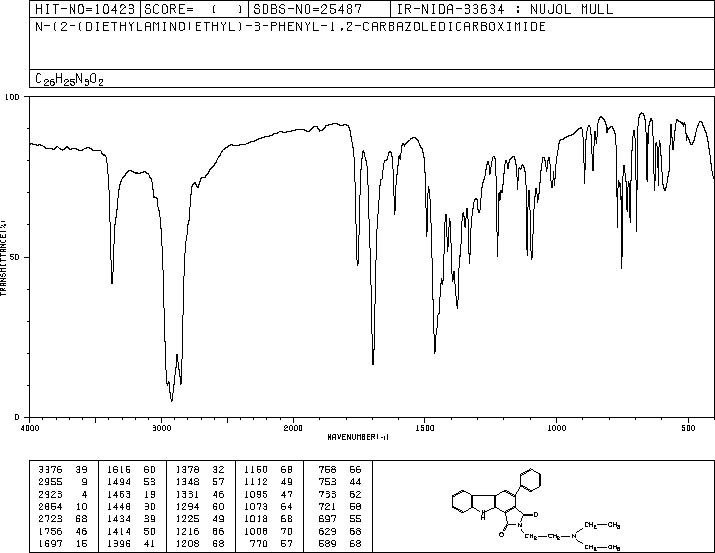 HIT-NO=10423 SCORE= ( ) SDBS-NO=25487 IR-NIDA-33634 : NUJOL MULL
N-(2-(DIETHYLAMINO)ETHYL)-3-PHENYL-1,2-CARBAZOLEDICARBOXIMIDE
C26H25N3O2
100
50
0
TRANSMITTANCE(%)
4000 3000 2000 1500 1000 500
WAVENUMBER(-1)
3376 39 1616 60 1378 32 1160 68 768 56
2955 9 1494 53 1348 57 1112 49 753 44
2923 4 1463 19 1331 46 1095 47 733 62
2854 10 1448 30 1294 60 1073 64 721 58
2723 68 1434 39 1225 49 1018 68 697 55
1756 46 1414 50 1216 86 1008 70 629 68
1697 15 1396 41 1208 68 770 57 589 68
O
N
N
H
O
CH2
CH2
N
CH2
CH3
CH2
CH3